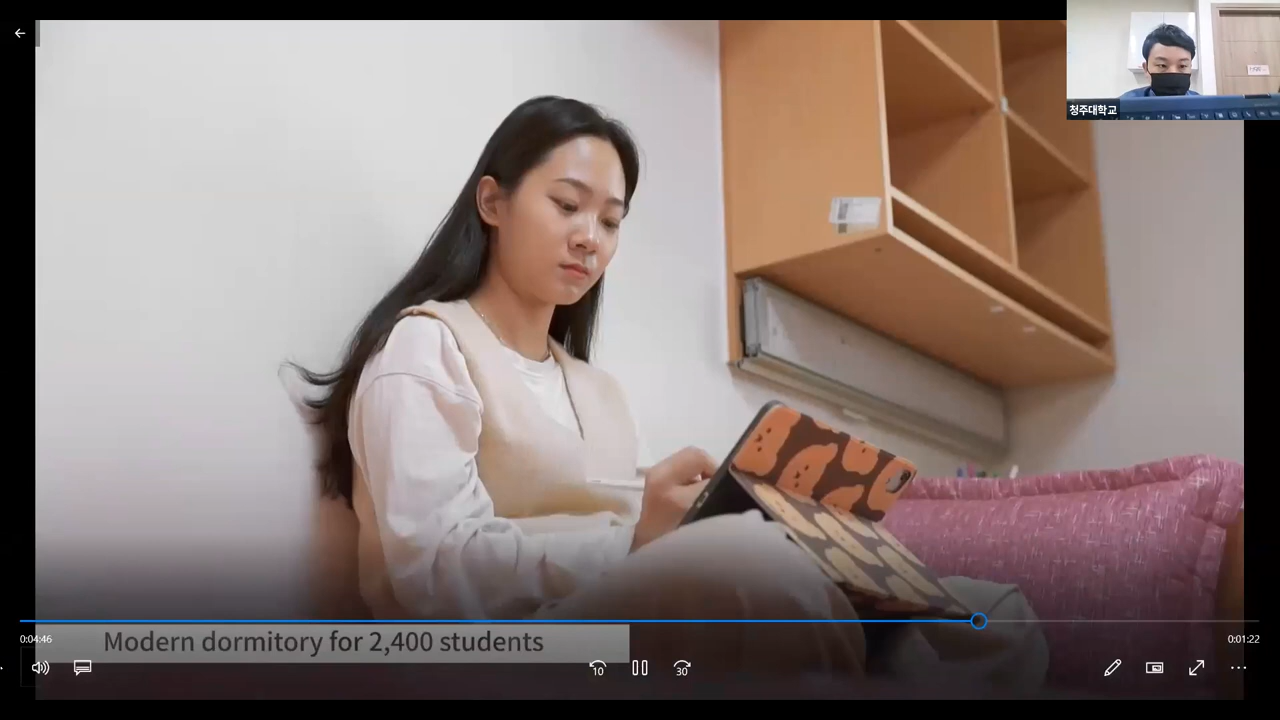 청주대학교
Modern dormitory for 2,400 students
0:04:46
0:01:22
10
30